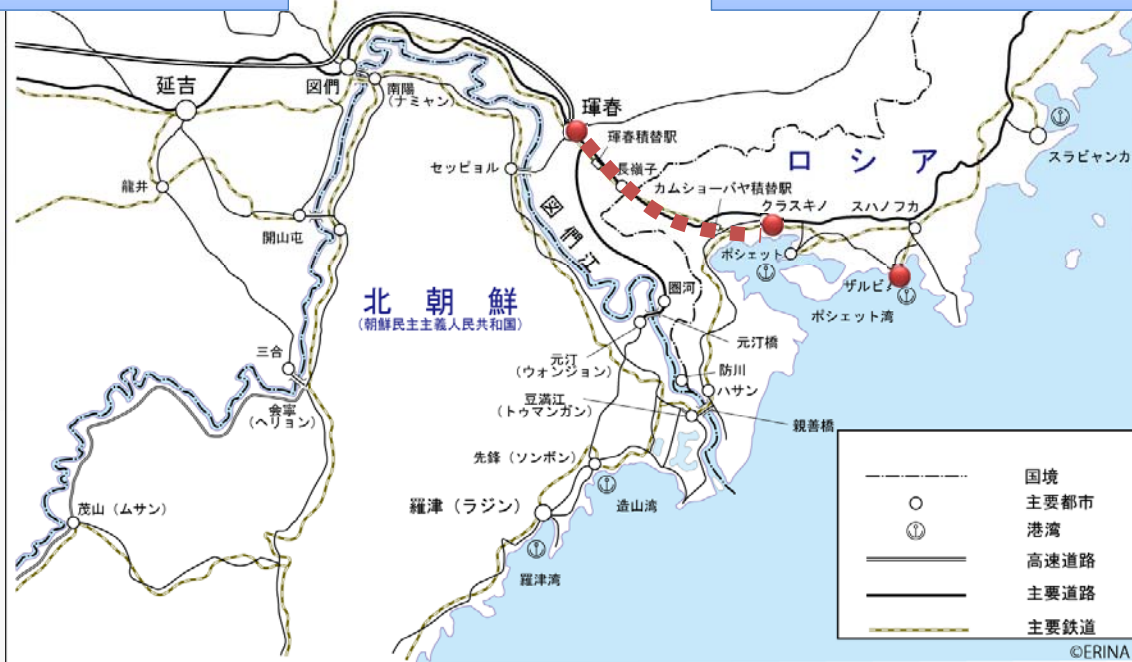 延吉
図們
南陽
(ナミャン)
琿春
琿春積替駅
長嶺子
ロシア
スラビャンカ
セッピョル
カムショーバヤ積替駅
クラスキノ
スハノフカ
龍井
図們江
開山屯
ポシェット
ザルビノ
ポシェット湾
北朝鮮
(朝鮮民主主義人民共和国)
圏河
元汀橋
三合
元汀
(ウォンジョン)
防川
ハサン
会寧
(ヘリョン)
豆満江
(トゥマンガン)
親善橋
先鋒(ソンボン)
羅津(ラジン)
造山湾
茂山(ムサン)
羅津湾
国境
主要都市
港湾
高速道路
主要道路
主要鉄道
©ERINA